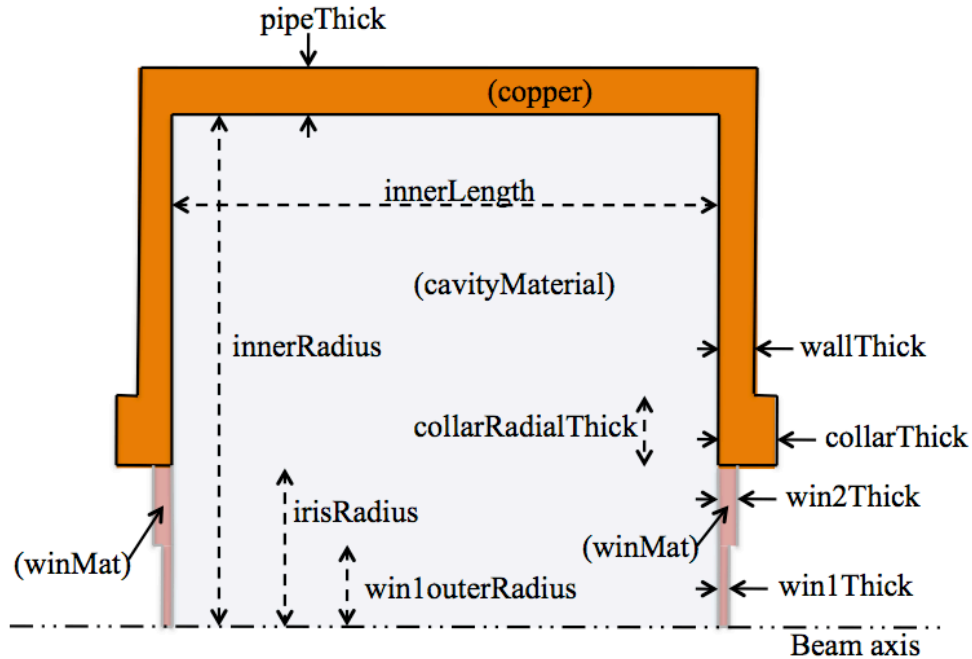 pipeThick
(copper)
innerLength
(cavityMaterial)
innerRadius
wallThick
collarRadialThick
collarThick
irisRadius
win2Thick
(winMat)
(winMat)
win1outerRadius
win1Thick
Beam axis